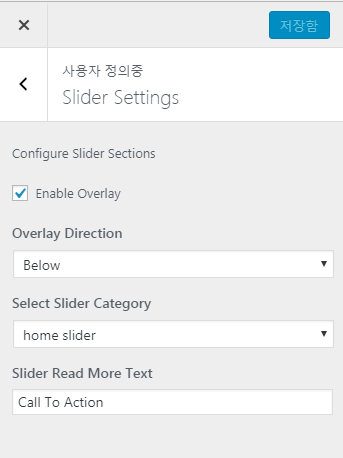 저장함
사용자 정의중
Slider Settings
Configure Slider Sections
Enable Overlay
Overlay Direction
Below
Select Slider Category
home slider
Slider Read More Text
Call To Action